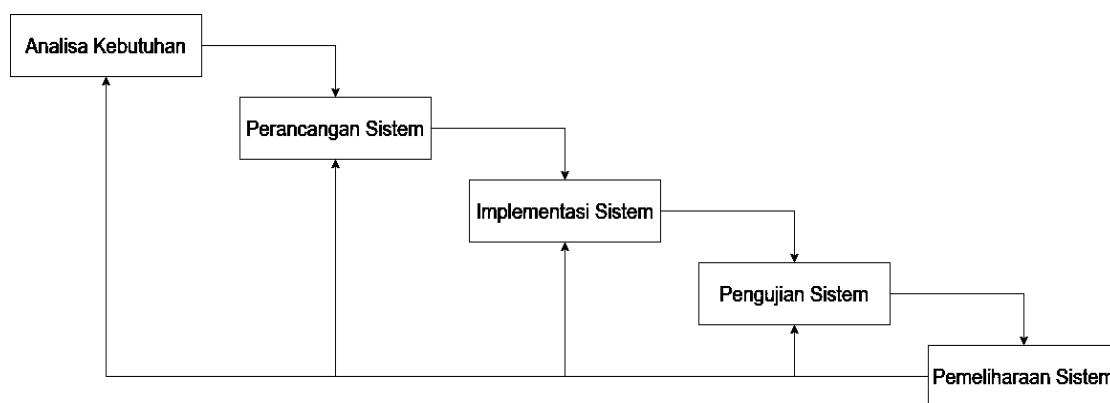 Analisa Kebutuhan
Perancangan Sistem
Implementasi Sistem
Pengujian Sistem
Pemeliharaan Sistem